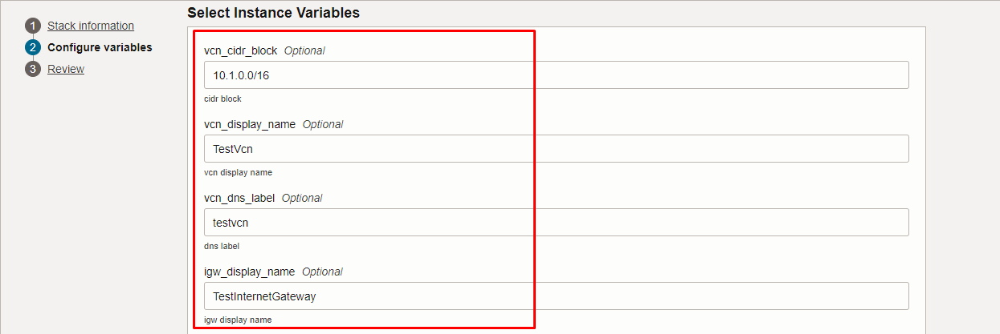 Select Instance Variables
1 Stack information
2 Configure variables
3 Review
vcn_cidr_block Optional
10.1.0.0/16
cidr block
vcn_display_name Optional
TestVcn
vcn display name
vcn_dns_label Optional
testvcn
dns label
igw_display_name Optional
TestInternetGateway
igw display name